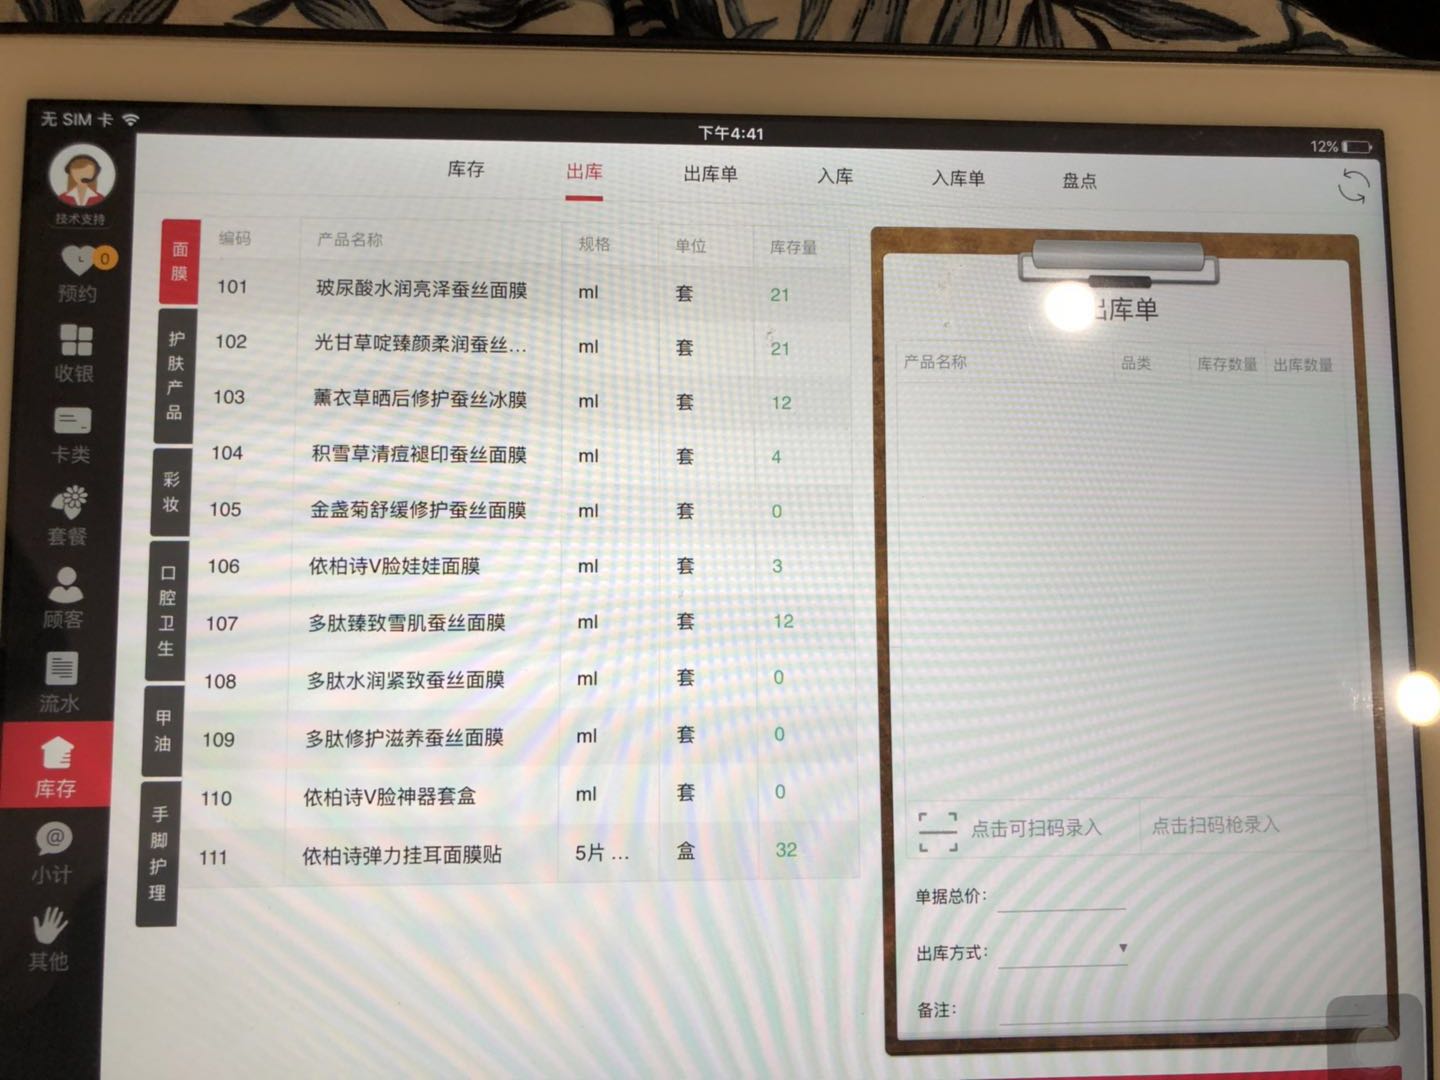 无 SIM 卡
下午4:41
12%
技术支持
0
预约
收银
卡类
套餐
顾客
流水
库存
小计
其他
库存
出库
出库单
入库
入库单
盘点
面膜
护肤产品
彩妆
口腔卫生
甲油
手脚护理
编码 产品名称 规格 单位 库存量
101 玻尿酸水润亮泽蚕丝面膜 ml 套 21
102 光甘草啶臻颜柔润蚕丝... ml 套 21
103 薰衣草晒后修护蚕丝冰膜 ml 套 12
104 积雪草清痘褪印蚕丝面膜 ml 套 4
105 金盏菊舒缓修护蚕丝面膜 ml 套 0
106 依柏诗V脸娃娃面膜 ml 套 3
107 多肽臻致雪肌蚕丝面膜 ml 套 12
108 多肽水润紧致蚕丝面膜 ml 套 0
109 多肽修护滋养蚕丝面膜 ml 套 0
110 依柏诗V脸神器套盒 ml 套 0
111 依柏诗弹力挂耳面膜贴 5片 ... 盒 32
出库单
产品名称 品类 库存数量 出库数量
点击可扫码录入 点击扫码枪录入
单据总价：
出库方式：
备注：